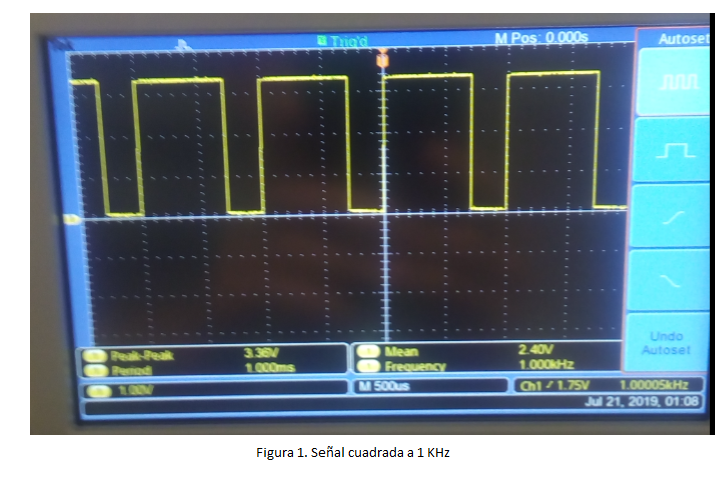 Trig'd
M Pos: 0.000s
Autoset
Peak-Peak 3.36V
Period 1.000ms
Mean 2.40V
Frequency 1.000kHz
1.00V
M 500us
Ch1 / 1.75V 1.00005kHz
Jul 21, 2019, 01:08
Undo
Autoset
Figura 1. Señal cuadrada a 1 KHz